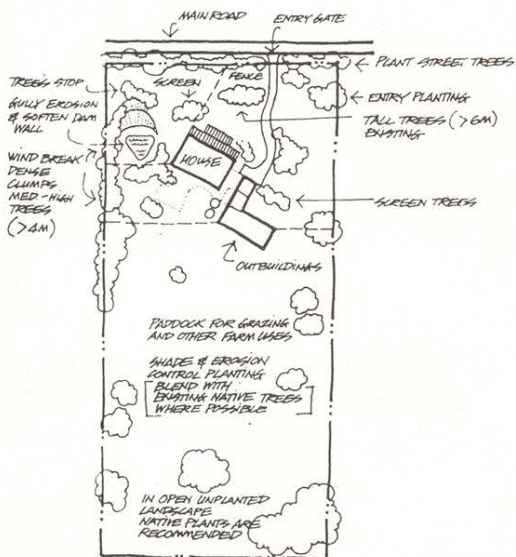 MAIN ROAD
ENTRY GATE
PLANT STREET TREES
TREES STOP
GULLY EROSION
& SOFTEN DAM
WALL
SCREEN
FENCE
ENTRY PLANTING
TALL TREES (>6M)
EXISTING
WIND BREAK
DENSE
CLUMPS
MED.-HIGH
TREES
(>4M)
HOUSE
SCREEN TREES
OUTBUILDINGS
PADDOCK FOR GRAZING
AND OTHER FARM USES
SHADE & EROSION
CONTROL PLANTING
BLEND WITH
EXISTING NATIVE TREES
WHERE POSSIBLE
IN OPEN UNPLANTED
LANDSCAPE
NATIVE PLANTS ARE
RECOMMENDED